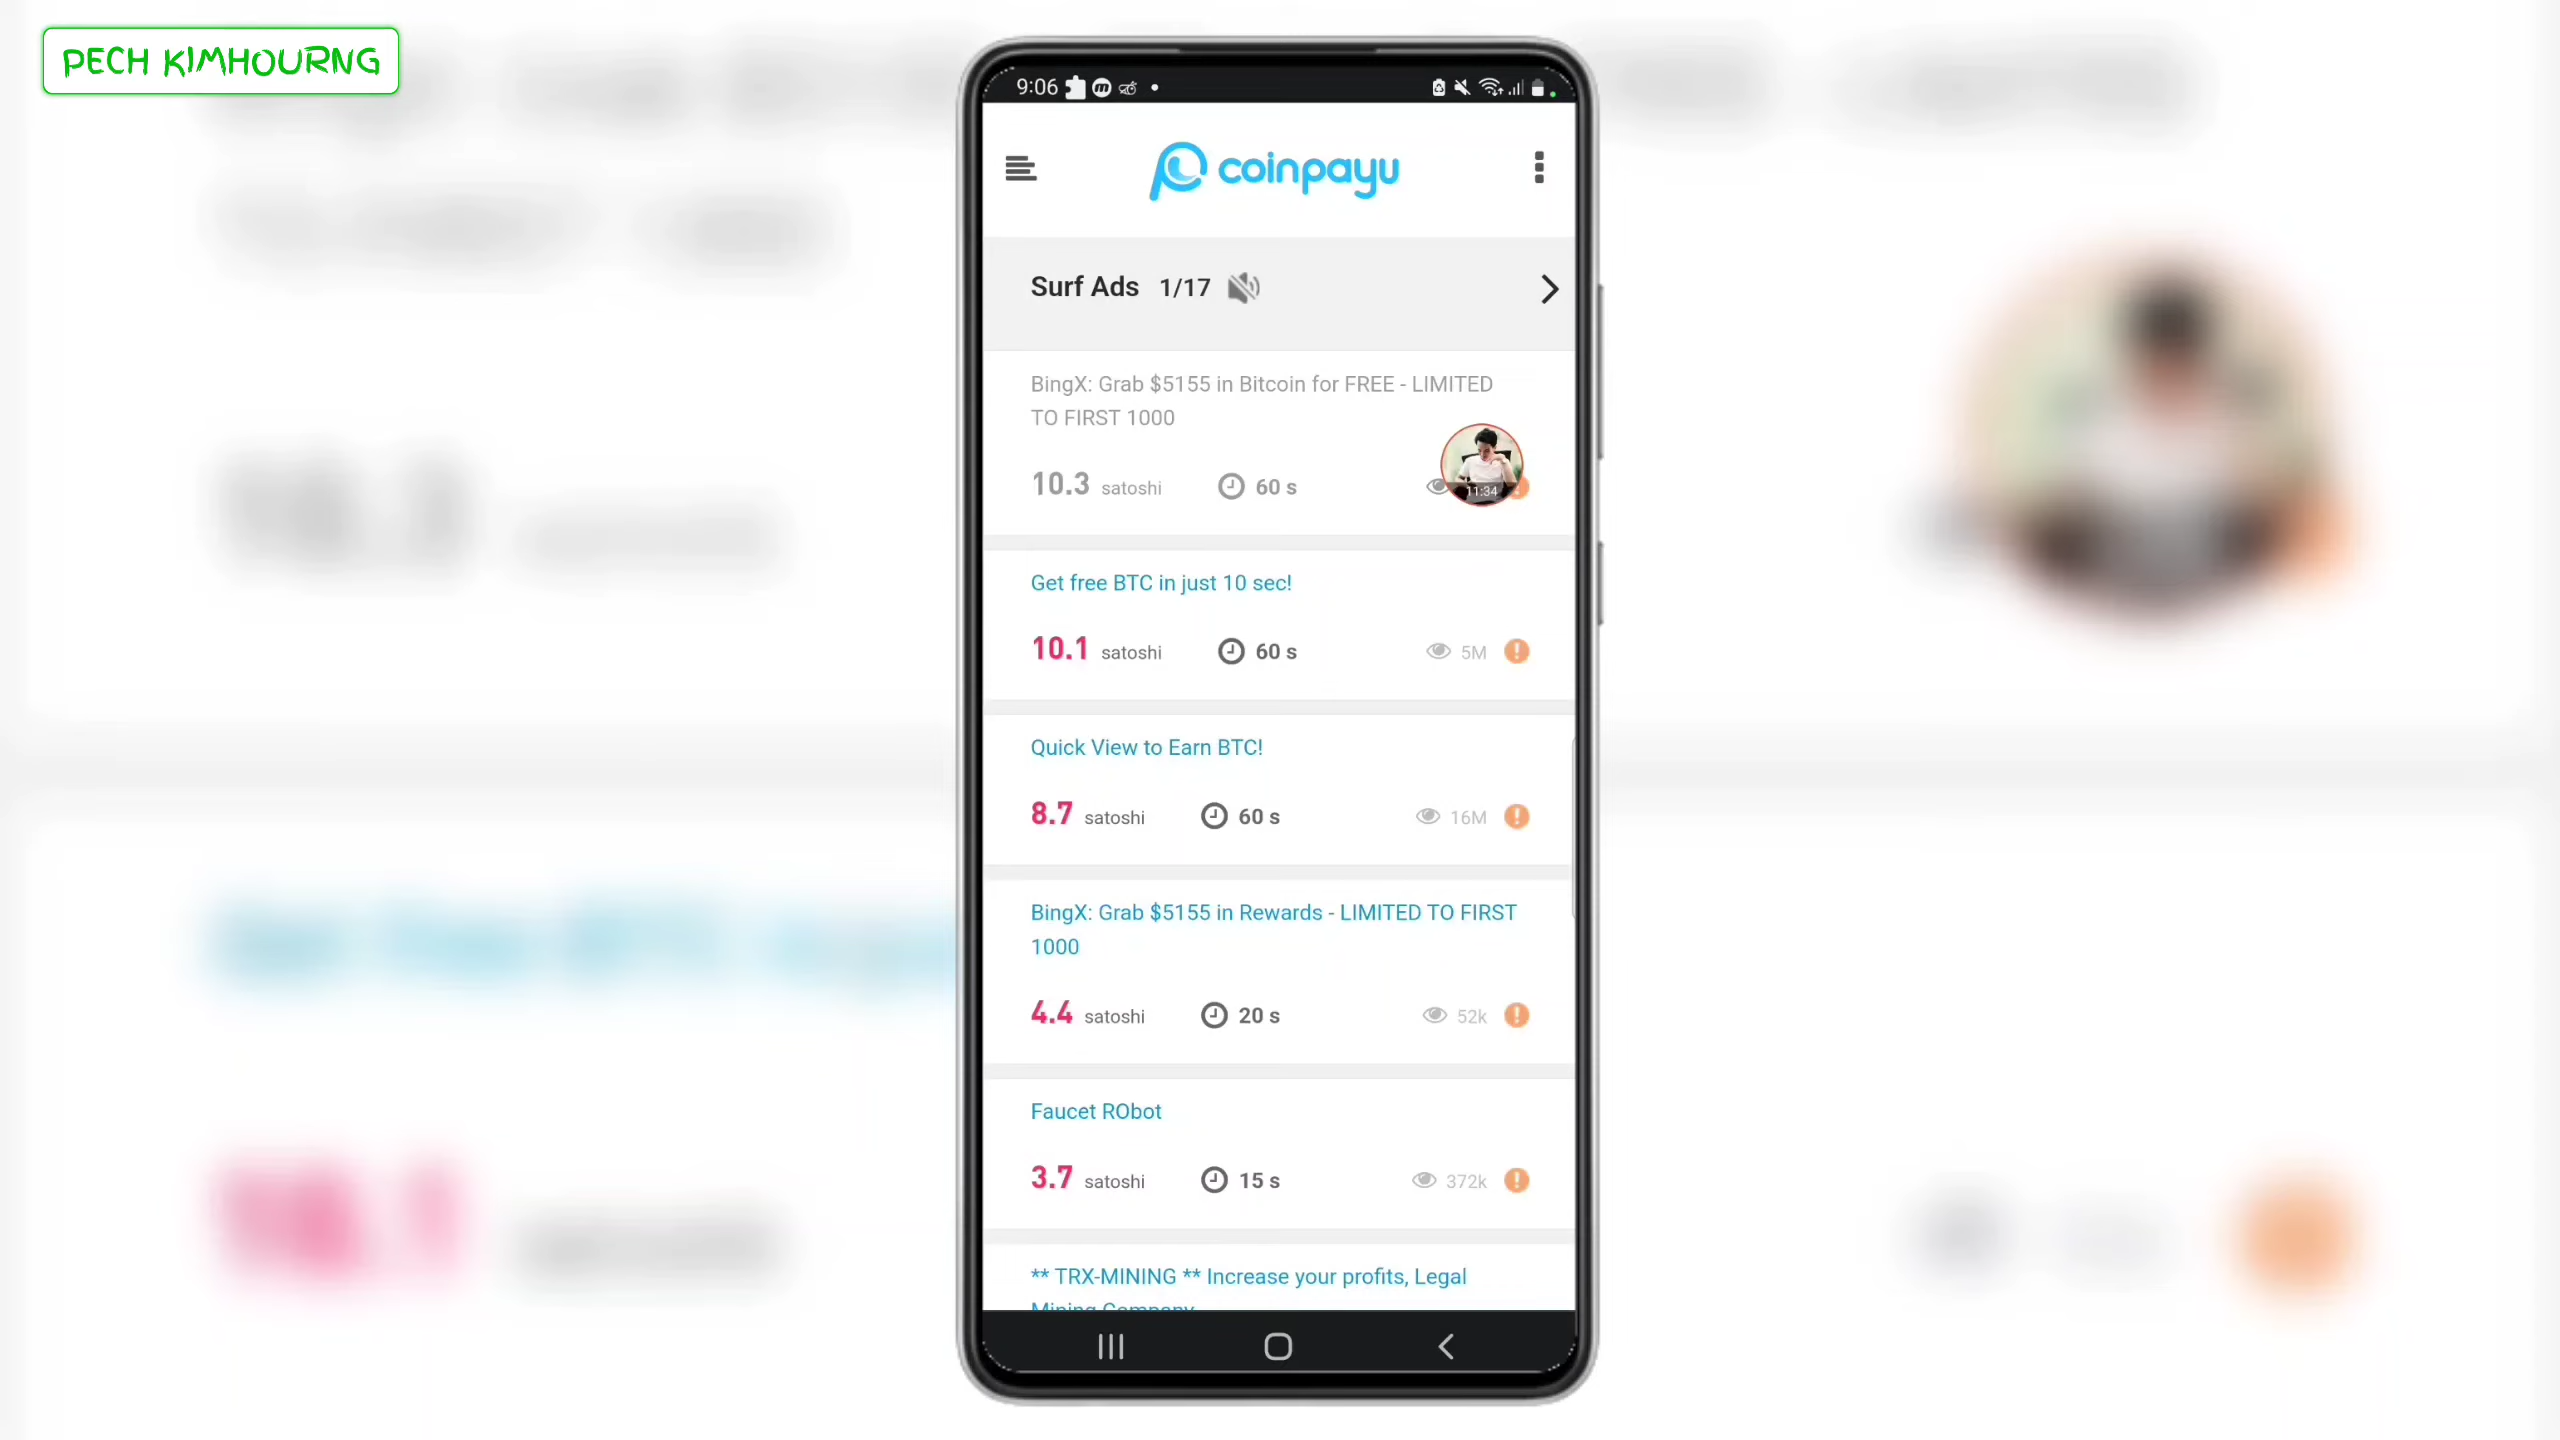 PECH KIMHOURNG
9:06
coinpayu
Surf Ads 1/17
BingX: Grab $5155 in Bitcoin for FREE - LIMITED
TO FIRST 1000
10.3 satoshi 60 s
11:34
Get free BTC in just 10 sec!
10.1 satoshi 60 s 5M
Quick View to Earn BTC!
8.7 satoshi 60 s 16M
BingX: Grab $5155 in Rewards - LIMITED TO FIRST
1000
4.4 satoshi 20 s 52k
Faucet RObot
3.7 satoshi 15 s 372k
** TRX-MINING ** Increase your profits, Legal
Mining Company